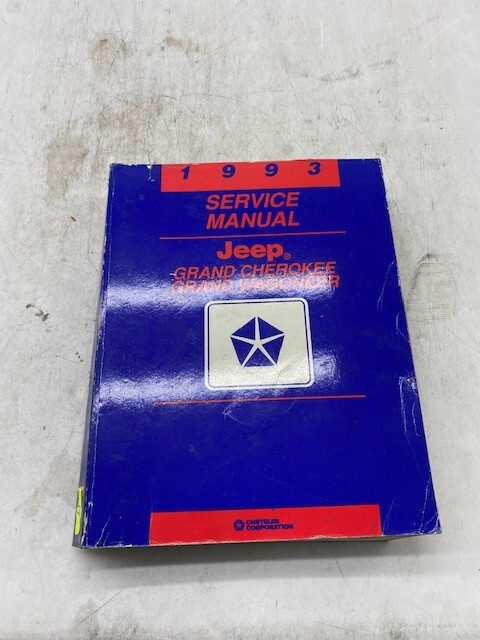 1 9 9 3
SERVICE
MANUAL
Jeep®
GRAND CHEROKEE
GRAND WAGONEER
CHRYSLER
CORPORATION